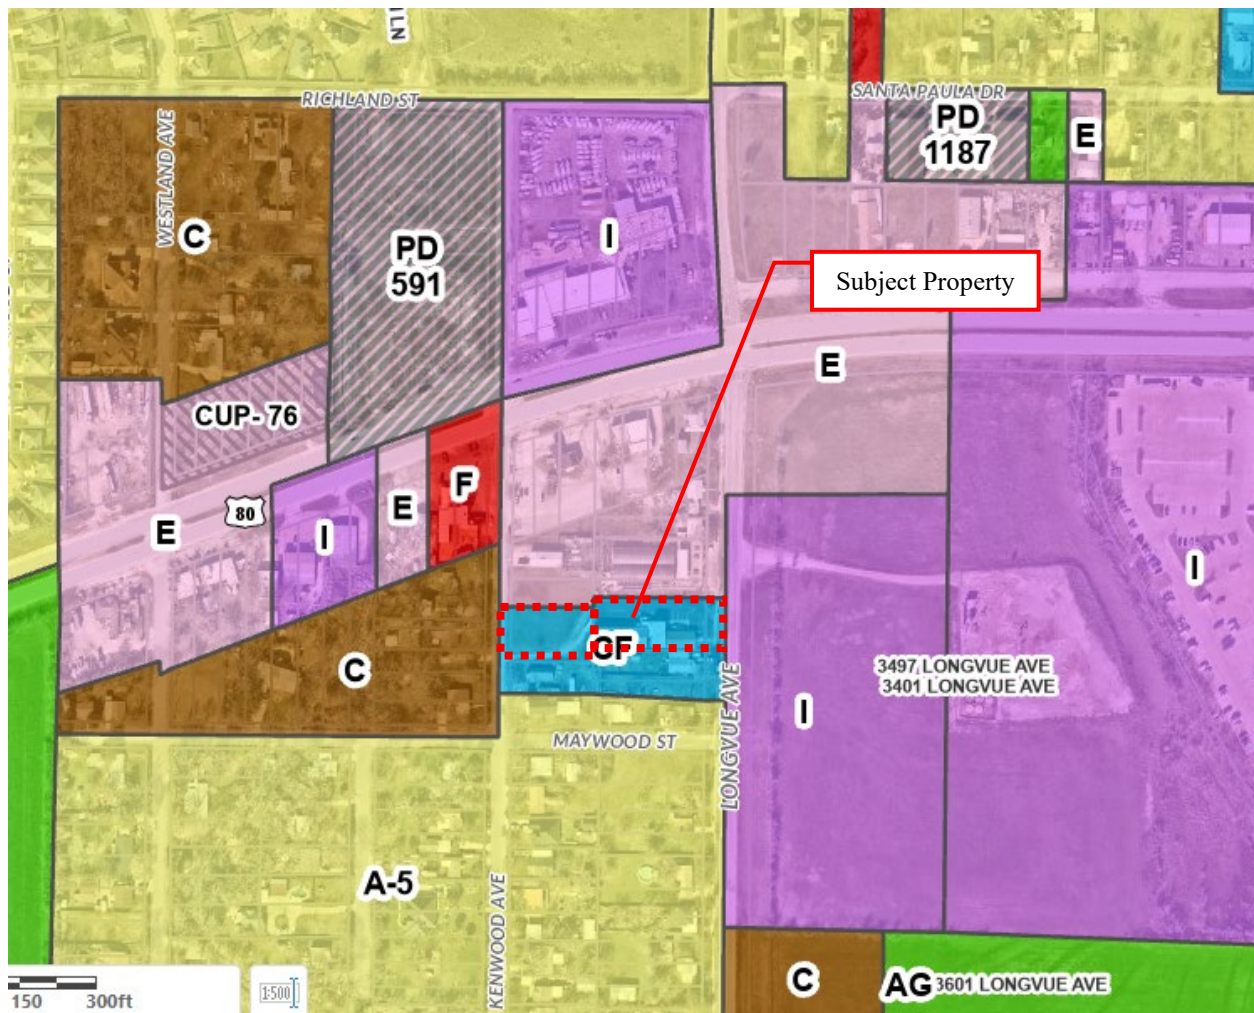 LN
RICHLAND ST
SANTA PAULA DR
PD
1187
E
WESTLAND AVE
C
PD
591
I
Subject Property
E
CUP- 76
80
E
I
E
F
I
CF
C
3497 LONGVUE AVE
3401 LONGVUE AVE
I
LONGVUE AVE
MAYWOOD ST
A-5
KENWOOD AVE
C
AG
3601 LONGVUE AVE
150 300ft
1:500